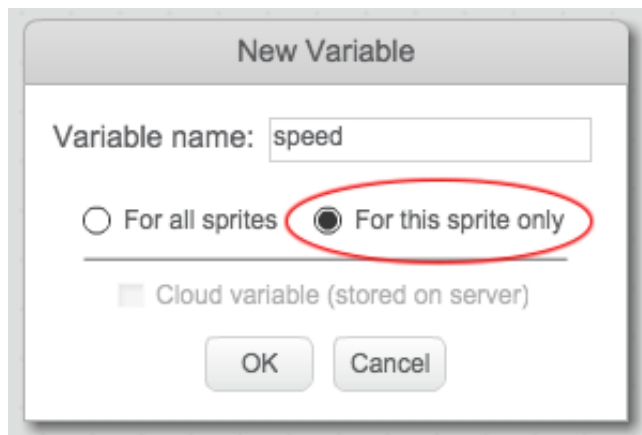 New Variable
Variable name: speed
For all sprites For this sprite only
Cloud variable (stored on server)
OK Cancel